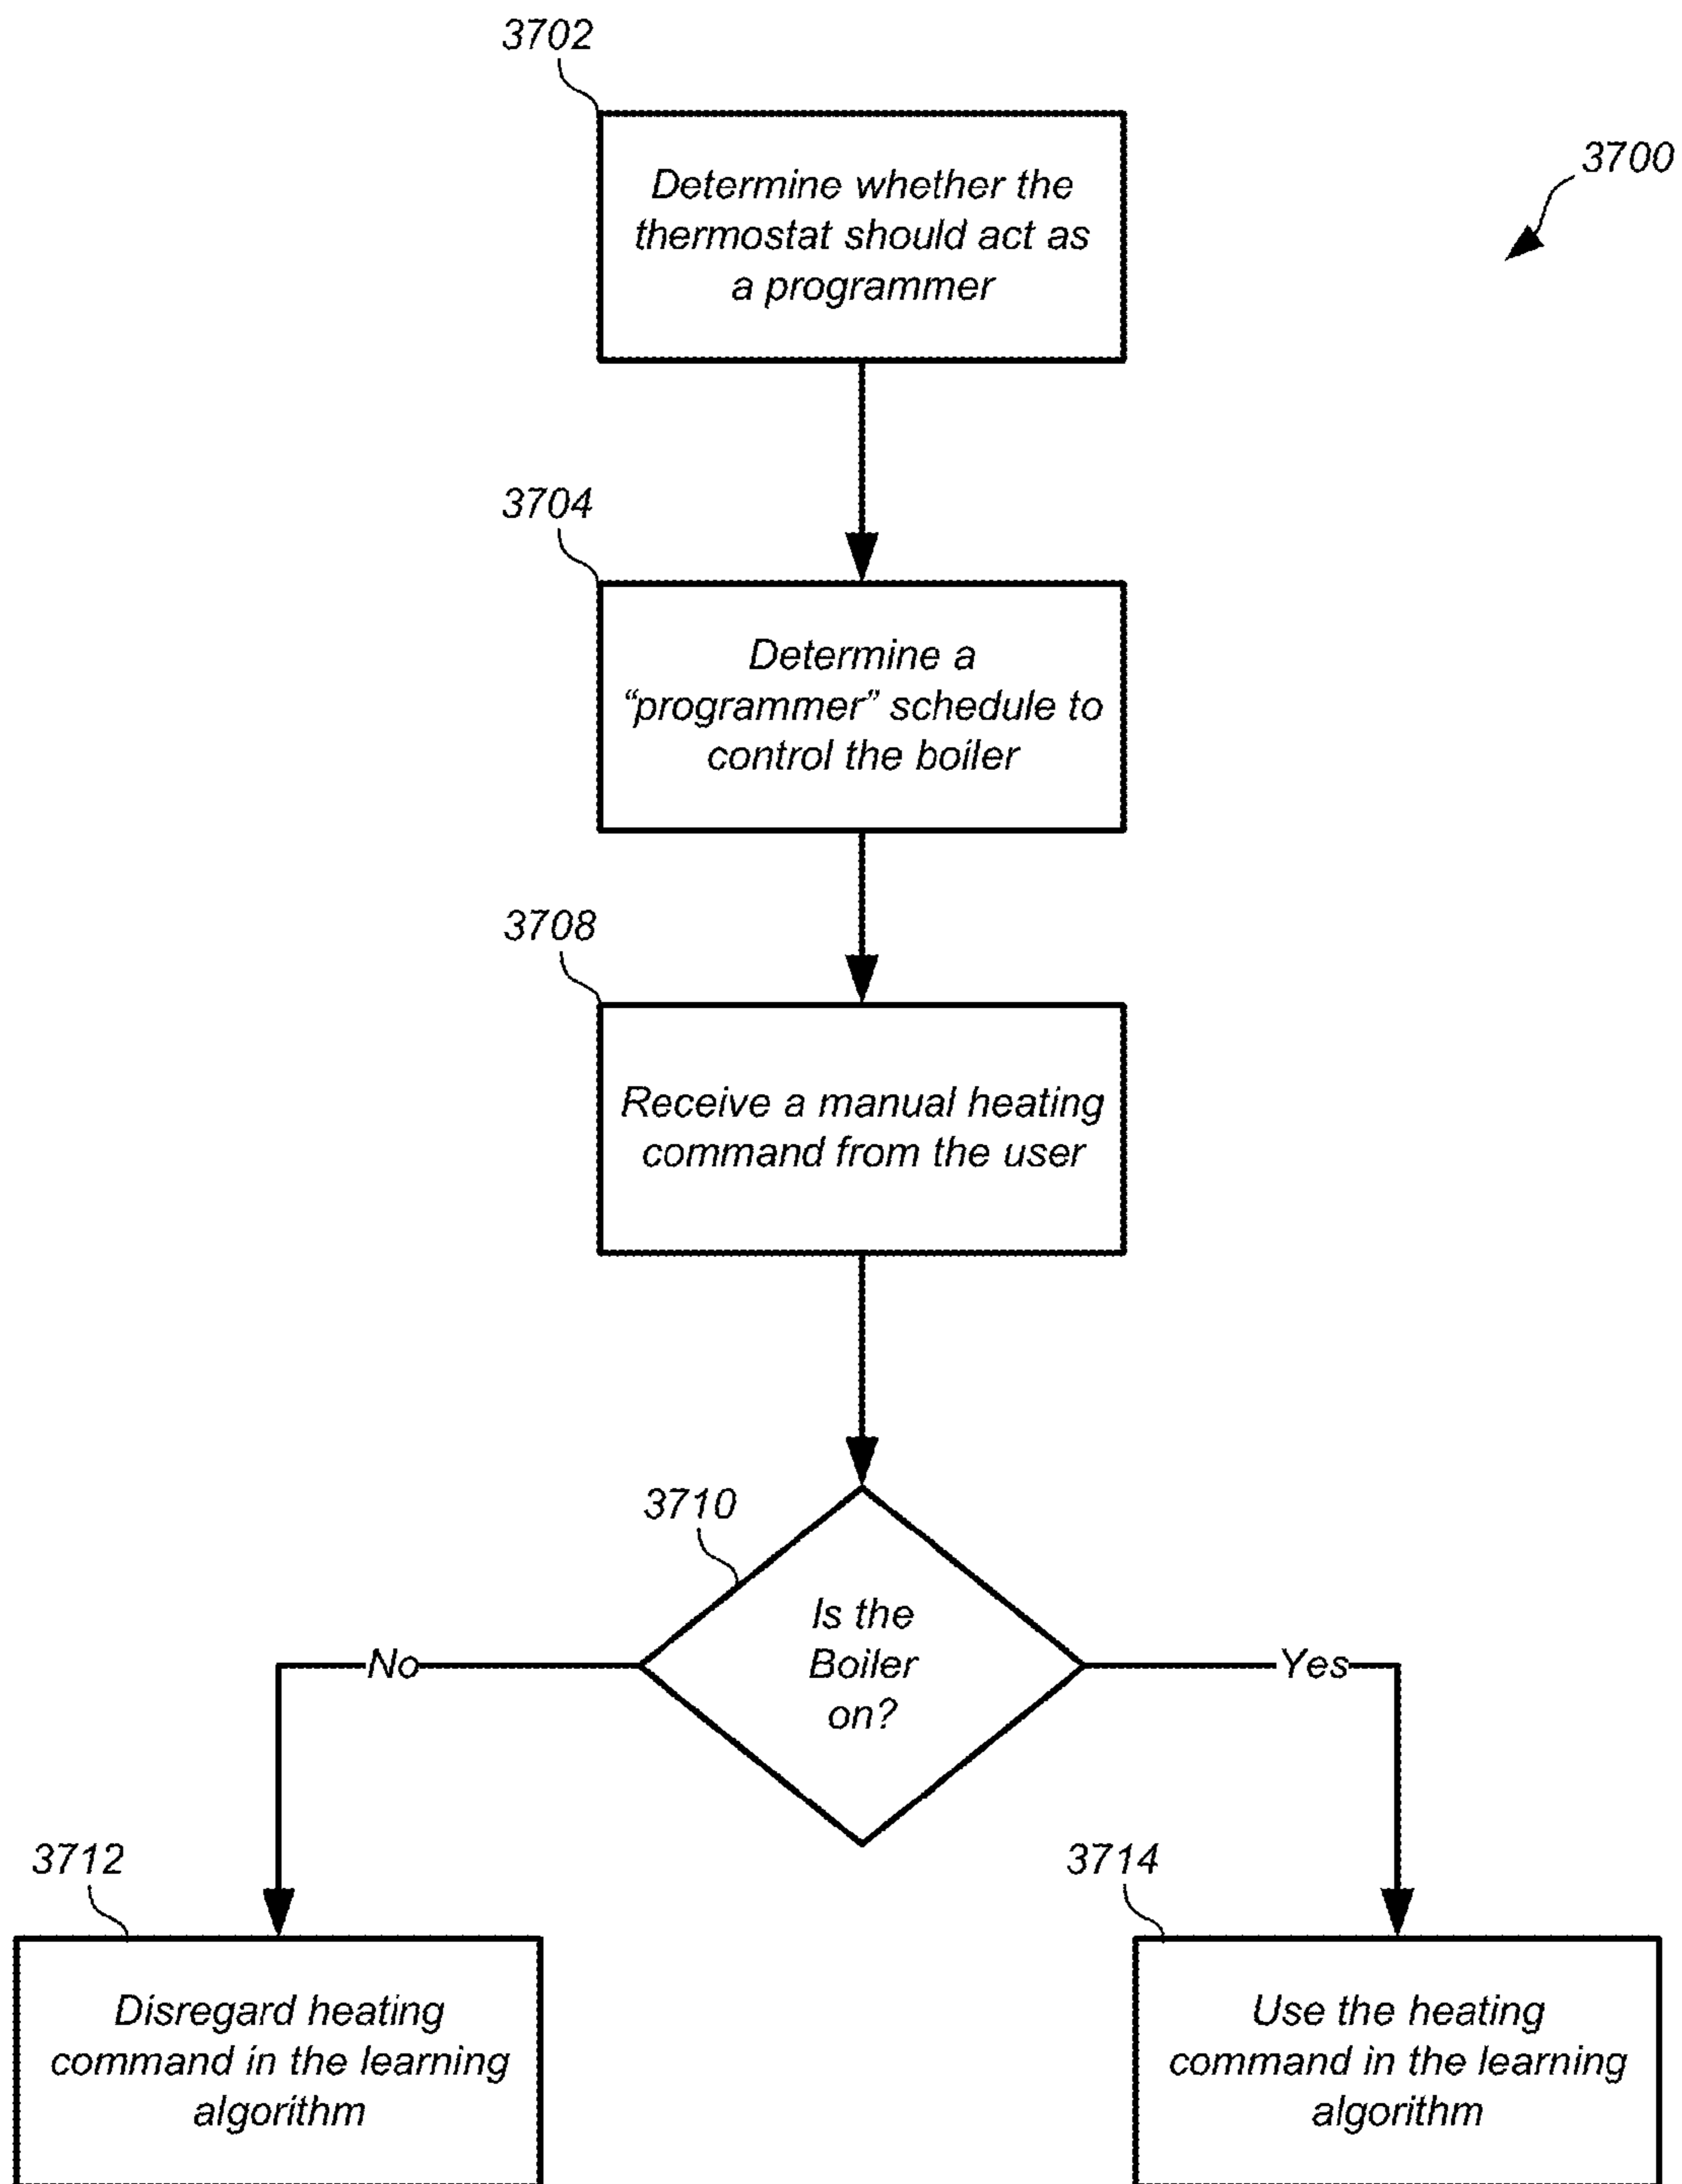 3702
Determine whether the
thermostat should act as
a programmer
3700
3704
Determine a
“programmer” schedule to
control the boiler
3708
Receive a manual heating
command from the user
3710
Is the
Boiler
on?
No
Yes
3712
Disregard heating
command in the learning
algorithm
3714
Use the heating
command in the learning
algorithm